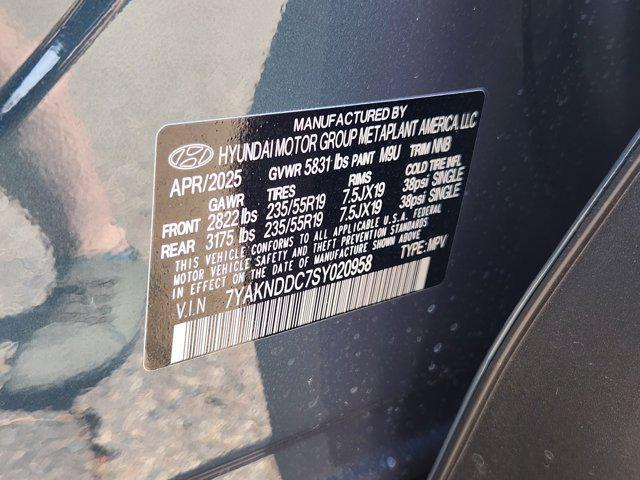 MANUFACTURED BY
HYUNDAI MOTOR GROUP METAPLANT AMERICA, LLC
APR/2025 GVWR 5831 lbs PAINT M9U TRIM NNB
GAWR TIRES RIMS COLD TIRE INFL
FRONT 2822 lbs 235/55R19 7.5JX19 38psi SINGLE
REAR 3175 lbs 235/55R19 7.5JX19 38psi SINGLE
THIS VEHICLE CONFORMS TO ALL APPLICABLE U.S. FEDERAL
MOTOR VEHICLE SAFETY AND THEFT PREVENTION STANDARDS
IN EFFECT ON THE DATE OF MANUFACTURE SHOWN ABOVE.
V.I.N 7YAKNDDC7SY020958 TYPE: MPV